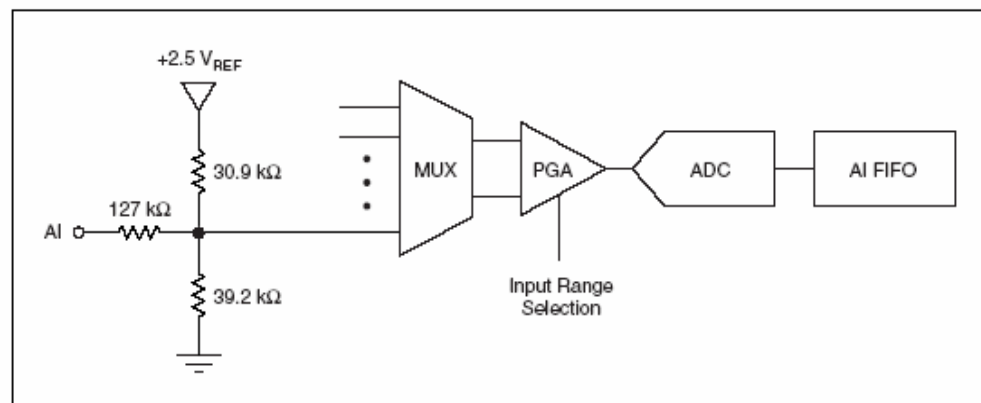 +2.5 VREF
30.9 kΩ
127 kΩ
AI
39.2 kΩ
MUX
PGA
ADC
AI FIFO
Input Range
Selection